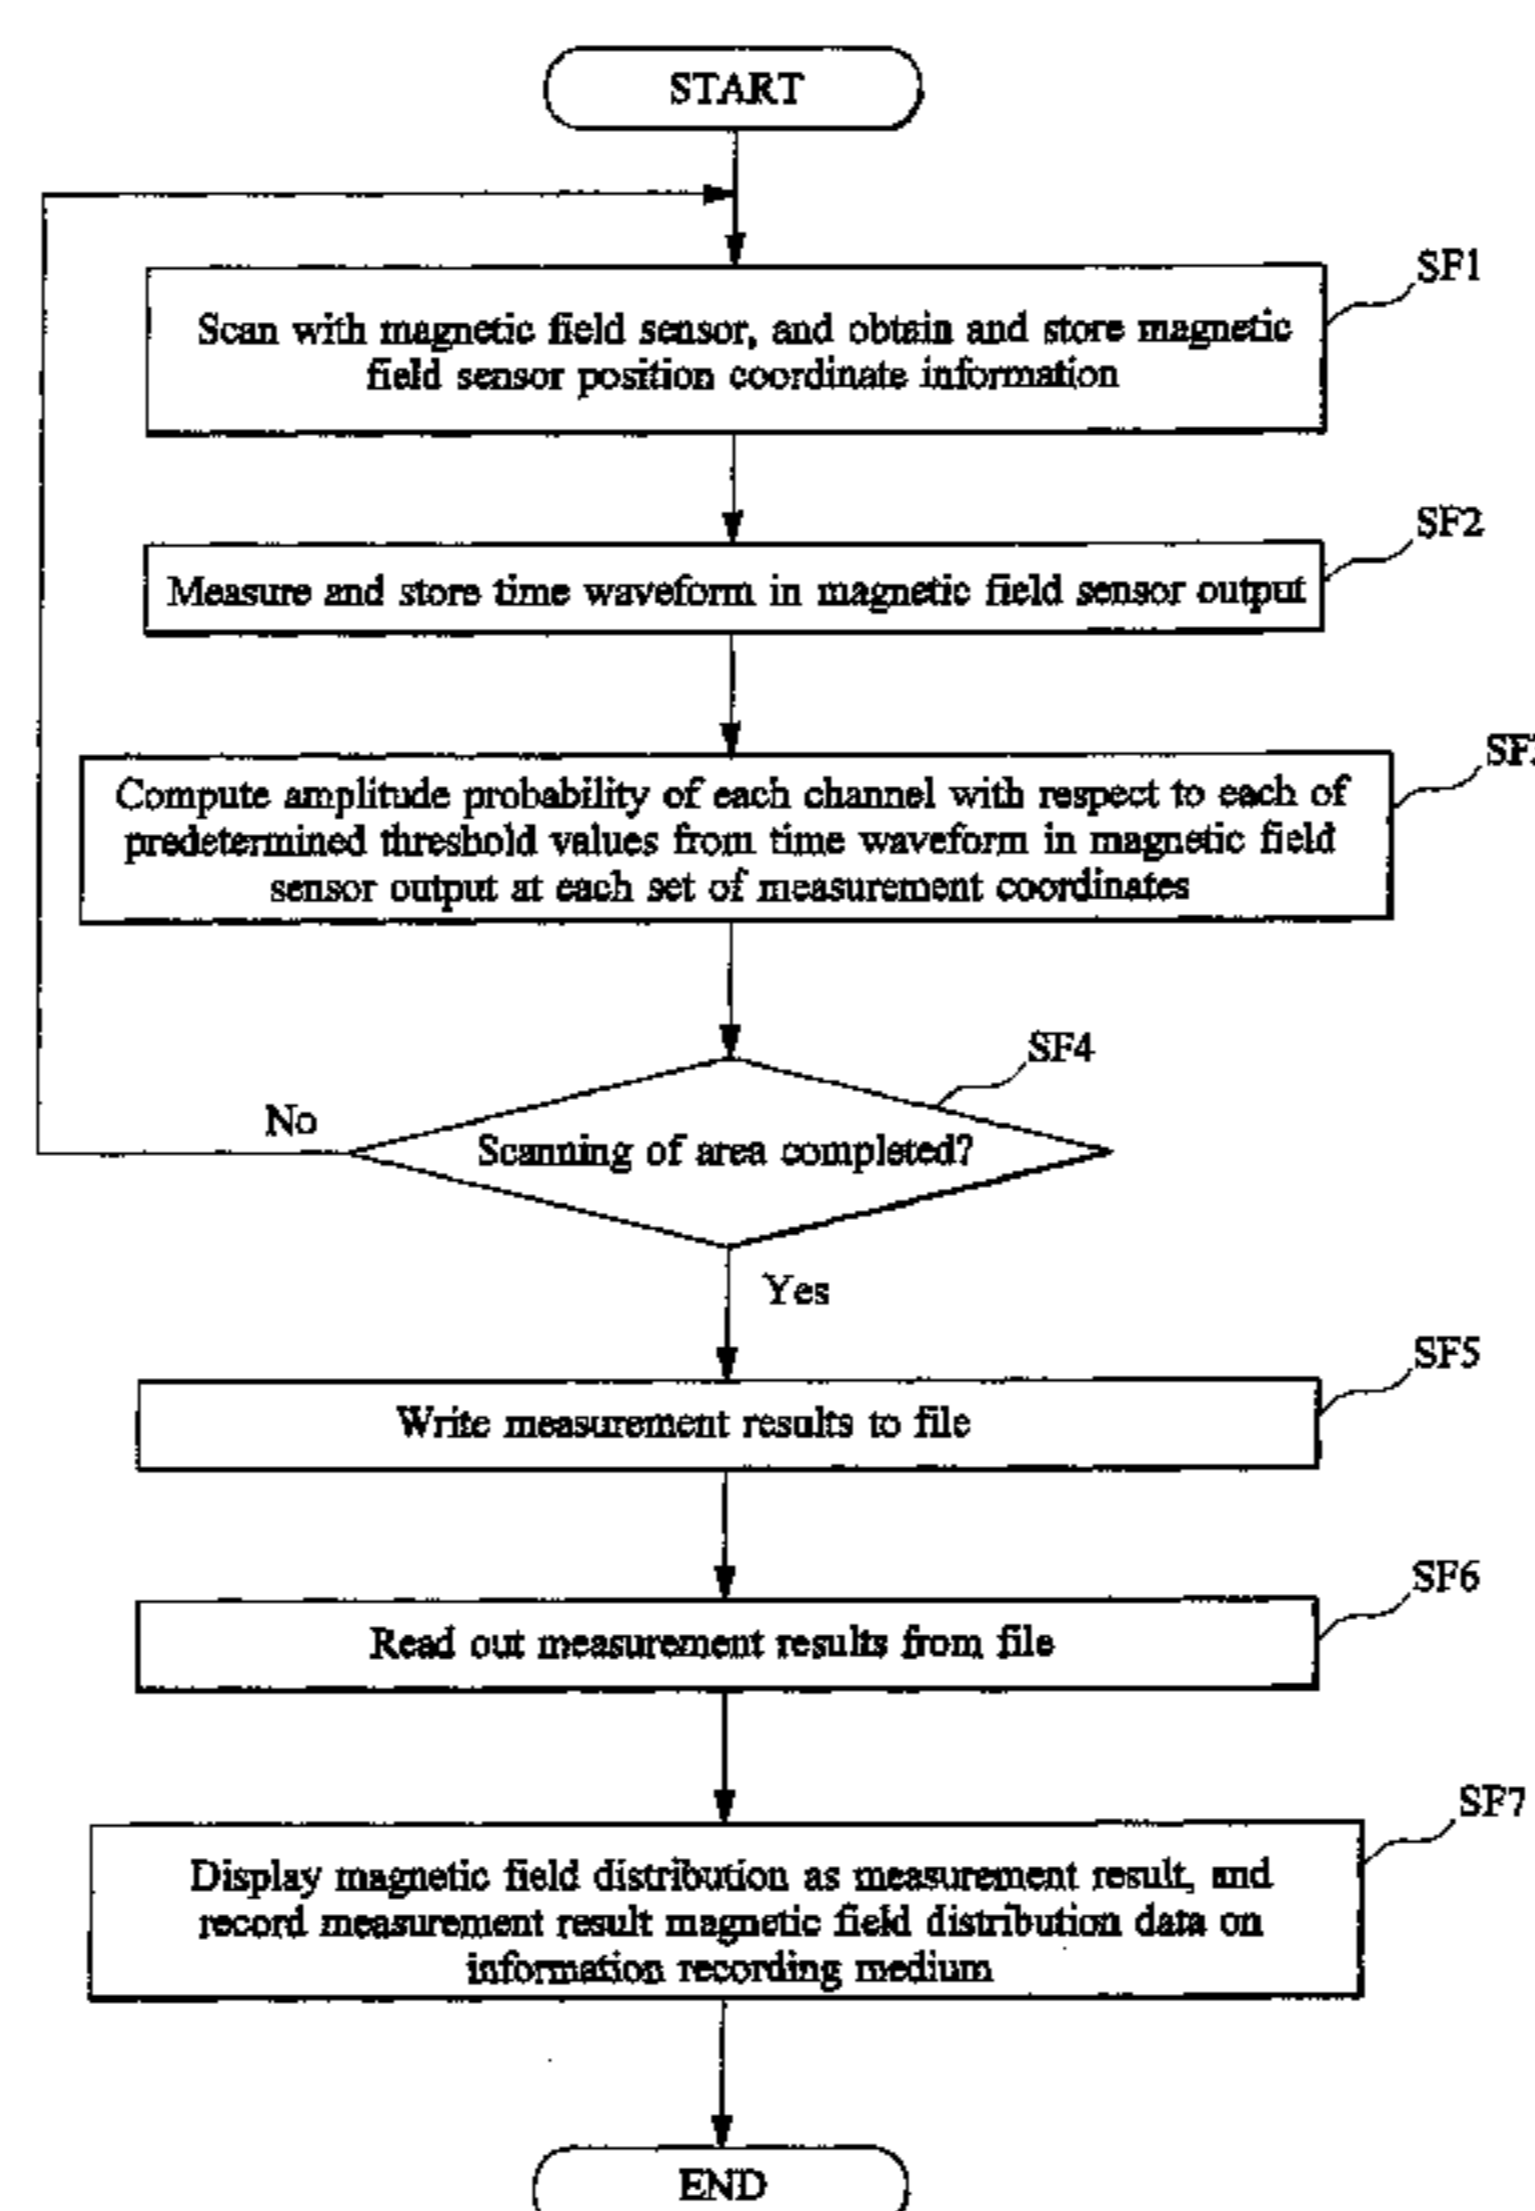 START
SF1
Scan with magnetic field sensor, and obtain and store magnetic
field sensor position coordinate information
SF2
Measure and store time waveform in magnetic field sensor output
Compute amplitude probability of each channel with respect to each of
predetermined threshold values from time waveform in magnetic field
sensor output at each set of measurement coordinates
SF4
No
Scanning of area completed?
Yes
SF5
Write measurement results to file
SF6
Read out measurement results from file
SF7
Display magnetic field distribution as measurement result, and
record measurement result magnetic field distribution data on
information recording medium
END